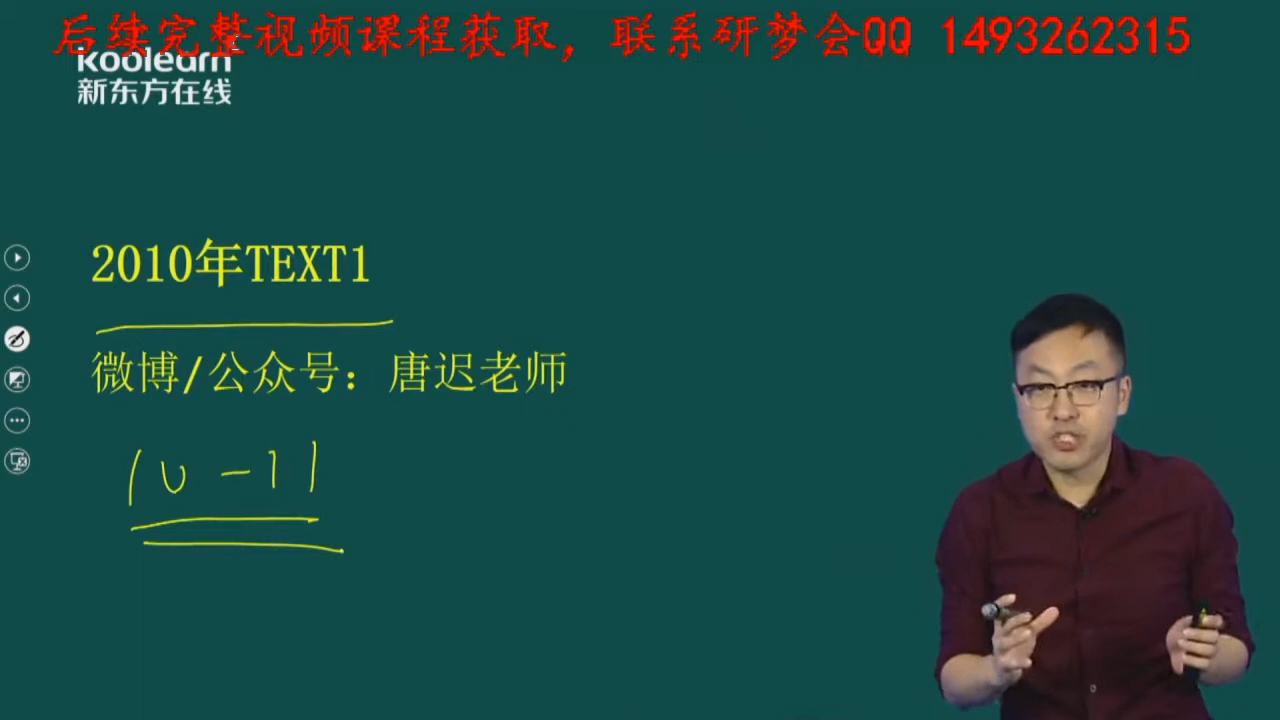 后续完整视频课程获取，联系研梦会QQ 1493262315
koolearn
新东方在线
2010年TEXT1
微博/公众号：唐迟老师
10-11